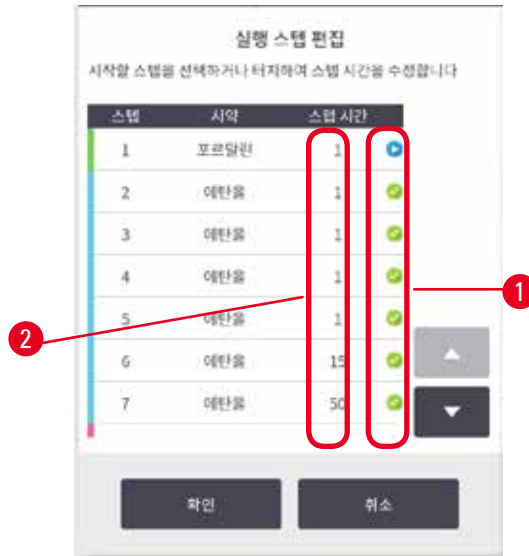 실행 스텝 편집
시작할 스텝을 선택하거나 터치하여 스텝 시간을 수정합니다
스텝 시약 스텝 시간
1 포르말린 1
2 에탄올 1
3 에탄올 1
4 에탄올 1
5 에탄올 1
6 에탄올 15
7 에탄올 50
1
2
확인 취소